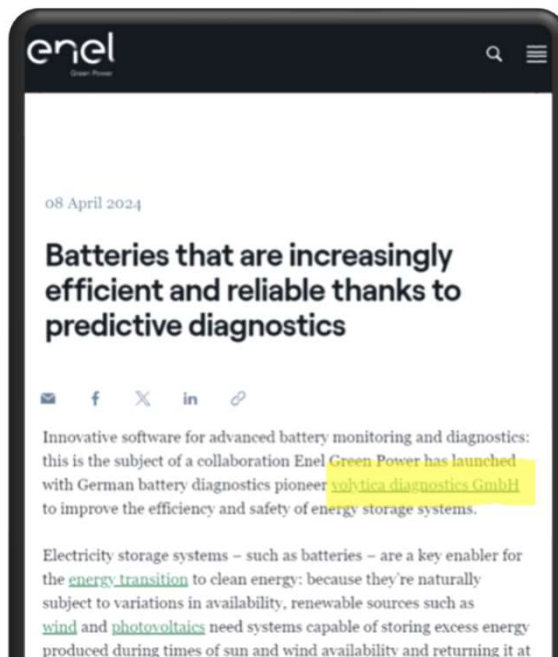 enel
Green Power
08 April 2024
Batteries that are increasingly
efficient and reliable thanks to
predictive diagnostics
f X in
Innovative software for advanced battery monitoring and diagnostics:
this is the subject of a collaboration Enel Green Power has launched
with German battery diagnostics pioneer volytica diagnostics GmbH
to improve the efficiency and safety of energy storage systems.
Electricity storage systems – such as batteries – are a key enabler for
the energy transition to clean energy: because they're naturally
subject to variations in availability, renewable sources such as
wind and photovoltaics need systems capable of storing excess energy
produced during times of sun and wind availability and returning it at